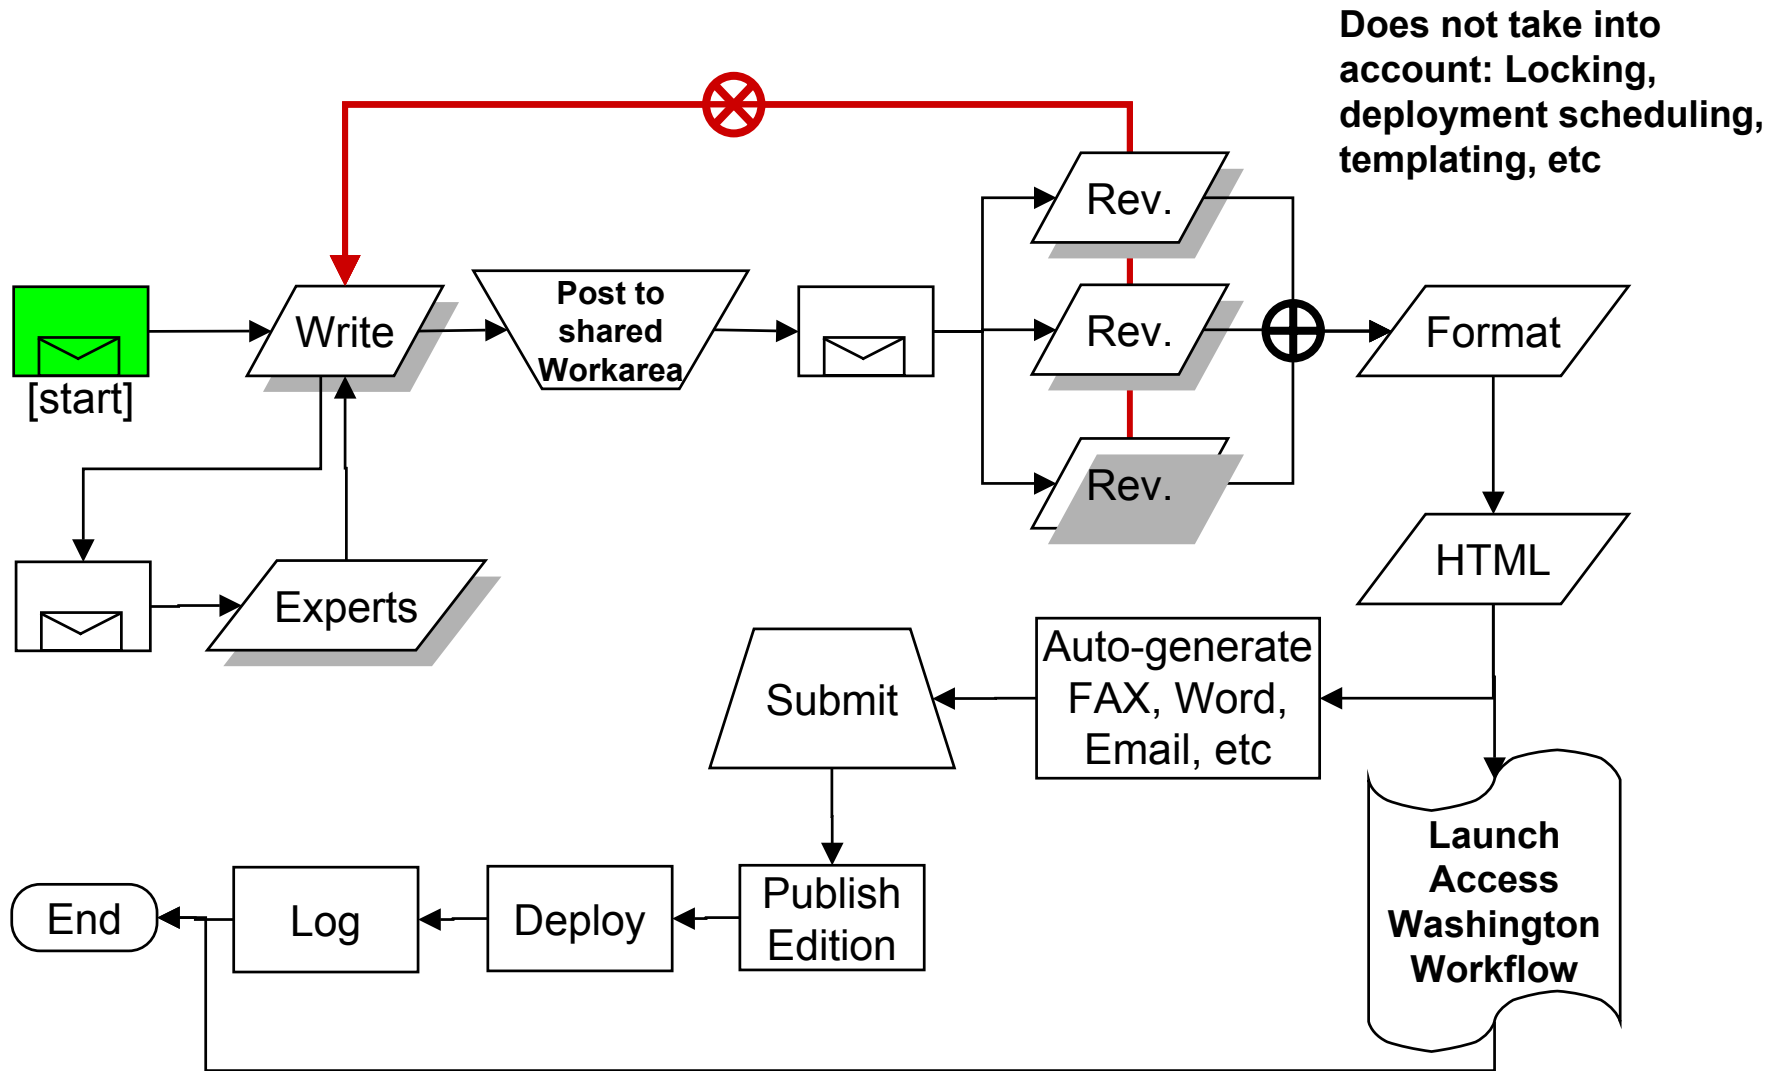 Does not take into
account: Locking,
deployment scheduling,
templating, etc
Rev.
[start]
Write
Post to
shared
Workarea
Rev.
Format
Rev.
HTML
Experts
Auto-generate
FAX, Word,
Email, etc
Submit
Launch
Access
Washington
Workflow
End
Log
Deploy
Publish
Edition